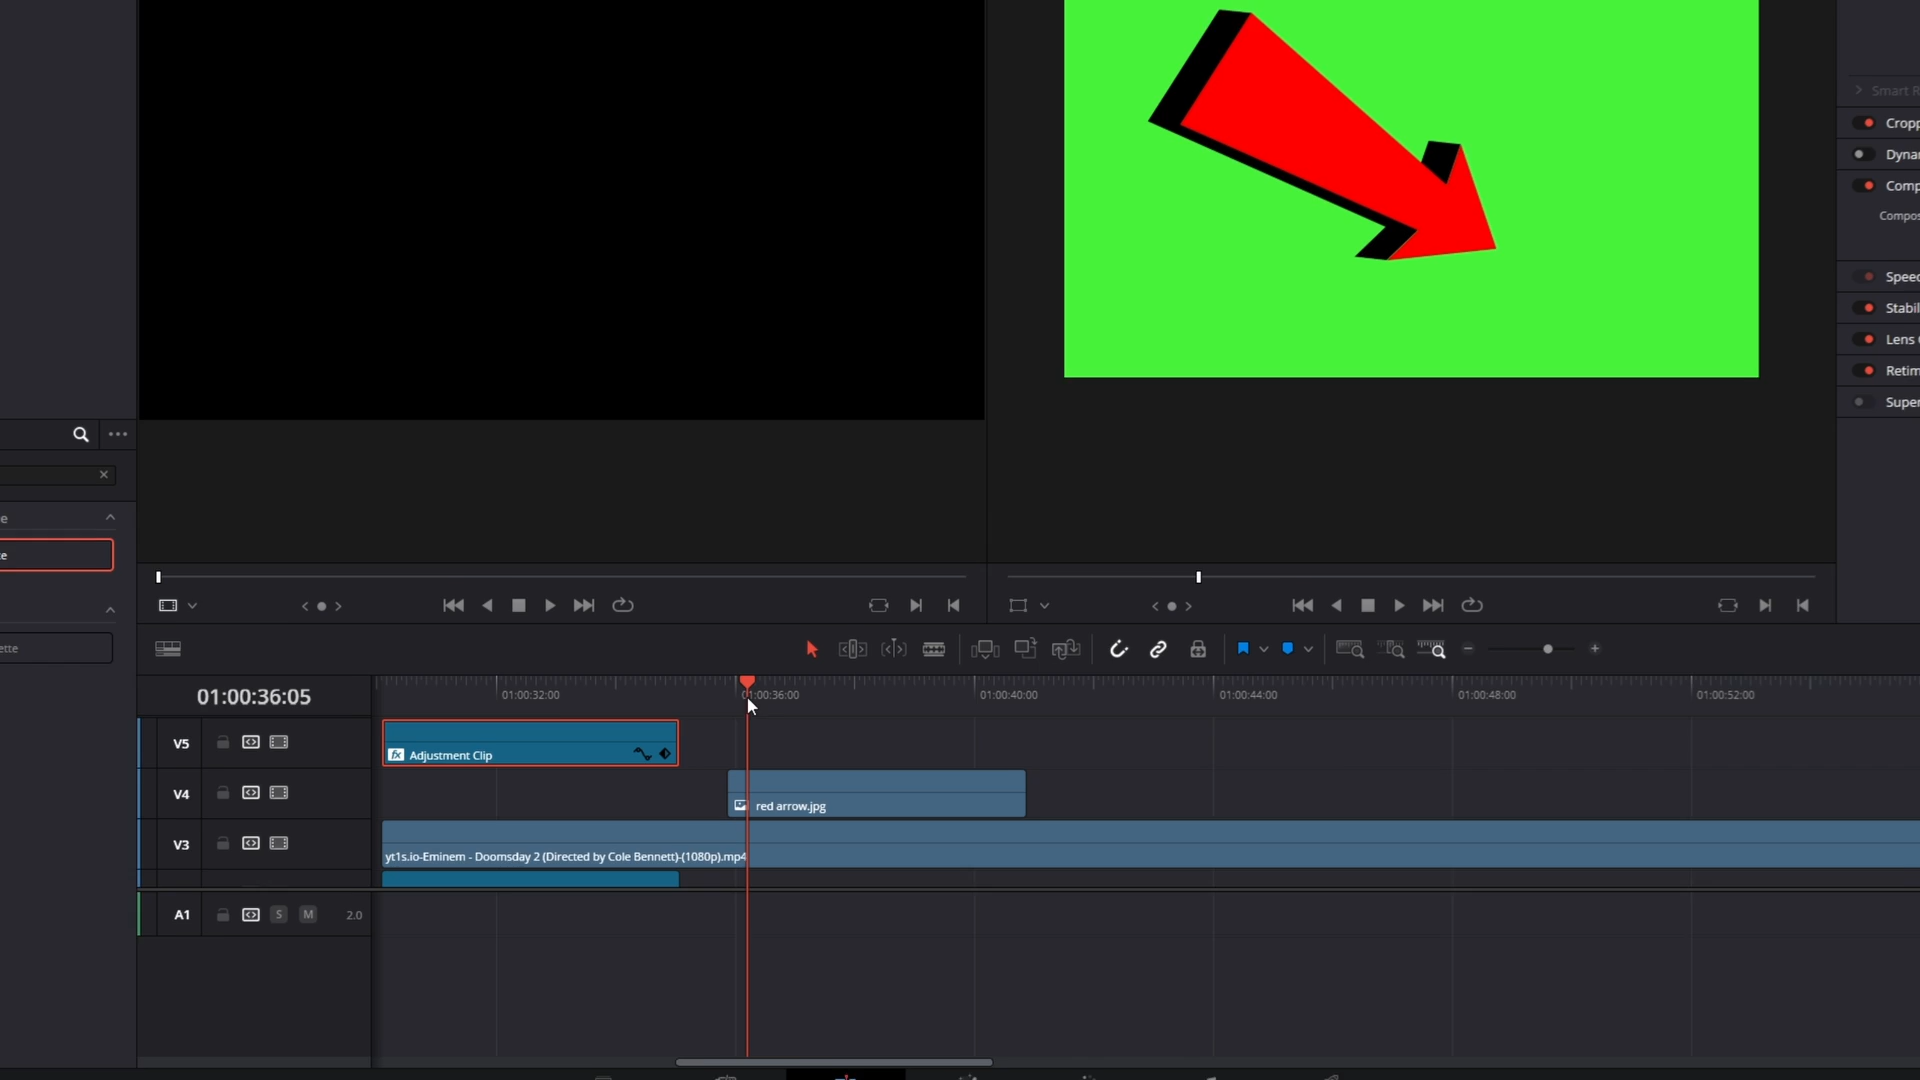 Smart R
Cropp
Dyna
Comp
Compos
Speed
Stabil
Lens
Retim
Super
e
te
ette
01:00:36:05
01:00:32:00
01:00:36:00
01:00:40:00
01:00:44:00
01:00:48:00
01:00:52:00
V5
fx Adjustment Clip
V4
red arrow.jpg
V3
yt1s.io-Eminem - Doomsday 2 (Directed by Cole Bennett)-(1080p).mp4
A1
S
M
2.0